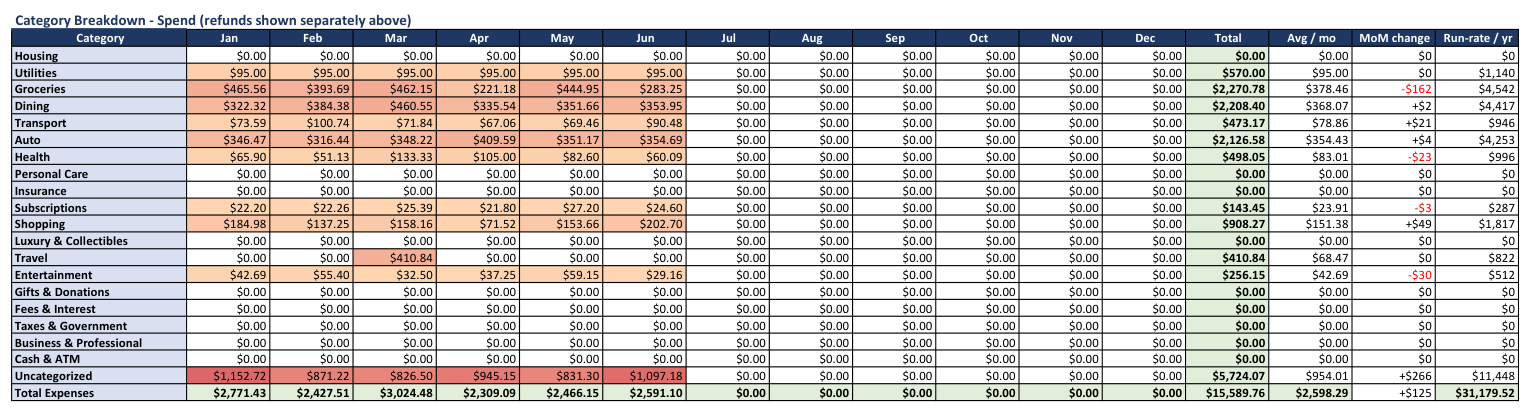 Category Breakdown - Spend (refunds shown separately above)
Category Jan Feb Mar Apr May Jun Jul Aug Sep Oct Nov Dec Total Avg / mo MoM change Run-rate / yr
Housing $0.00 $0.00 $0.00 $0.00 $0.00 $0.00 $0.00 $0.00 $0.00 $0.00 $0.00 $0.00 $0.00 $0.00 $0 $0
Utilities $95.00 $95.00 $95.00 $95.00 $95.00 $95.00 $0.00 $0.00 $0.00 $0.00 $0.00 $0.00 $570.00 $95.00 $0 $1,140
Groceries $465.56 $393.69 $462.15 $221.18 $444.95 $283.25 $0.00 $0.00 $0.00 $0.00 $0.00 $0.00 $2,270.78 $378.46 -$162 $4,542
Dining $322.32 $384.38 $460.55 $335.54 $351.66 $353.95 $0.00 $0.00 $0.00 $0.00 $0.00 $0.00 $2,208.40 $368.07 +$2 $4,417
Transport $73.59 $100.74 $71.84 $67.06 $69.46 $90.48 $0.00 $0.00 $0.00 $0.00 $0.00 $0.00 $473.17 $78.86 +$21 $946
Auto $346.47 $316.44 $348.22 $409.59 $351.17 $354.69 $0.00 $0.00 $0.00 $0.00 $0.00 $0.00 $2,126.58 $354.43 +$4 $4,253
Health $65.90 $51.13 $133.33 $105.00 $82.60 $60.09 $0.00 $0.00 $0.00 $0.00 $0.00 $0.00 $498.05 $83.01 -$23 $996
Personal Care $0.00 $0.00 $0.00 $0.00 $0.00 $0.00 $0.00 $0.00 $0.00 $0.00 $0.00 $0.00 $0.00 $0.00 $0 $0
Insurance $0.00 $0.00 $0.00 $0.00 $0.00 $0.00 $0.00 $0.00 $0.00 $0.00 $0.00 $0.00 $0.00 $0.00 $0 $0
Subscriptions $22.20 $22.26 $25.39 $21.80 $27.20 $24.60 $0.00 $0.00 $0.00 $0.00 $0.00 $0.00 $143.45 $23.91 -$3 $287
Shopping $184.98 $137.25 $158.16 $71.52 $153.66 $202.70 $0.00 $0.00 $0.00 $0.00 $0.00 $0.00 $908.27 $151.38 +$49 $1,817
Luxury & Collectibles $0.00 $0.00 $0.00 $0.00 $0.00 $0.00 $0.00 $0.00 $0.00 $0.00 $0.00 $0.00 $0.00 $0.00 $0 $0
Travel $0.00 $0.00 $410.84 $0.00 $0.00 $0.00 $0.00 $0.00 $0.00 $0.00 $0.00 $0.00 $410.84 $68.47 $0 $822
Entertainment $42.69 $55.40 $32.50 $37.25 $59.15 $29.16 $0.00 $0.00 $0.00 $0.00 $0.00 $0.00 $256.15 $42.69 -$30 $512
Gifts & Donations $0.00 $0.00 $0.00 $0.00 $0.00 $0.00 $0.00 $0.00 $0.00 $0.00 $0.00 $0.00 $0.00 $0.00 $0 $0
Fees & Interest $0.00 $0.00 $0.00 $0.00 $0.00 $0.00 $0.00 $0.00 $0.00 $0.00 $0.00 $0.00 $0.00 $0.00 $0 $0
Taxes & Government $0.00 $0.00 $0.00 $0.00 $0.00 $0.00 $0.00 $0.00 $0.00 $0.00 $0.00 $0.00 $0.00 $0.00 $0 $0
Business & Professional $0.00 $0.00 $0.00 $0.00 $0.00 $0.00 $0.00 $0.00 $0.00 $0.00 $0.00 $0.00 $0.00 $0.00 $0 $0
Cash & ATM $0.00 $0.00 $0.00 $0.00 $0.00 $0.00 $0.00 $0.00 $0.00 $0.00 $0.00 $0.00 $0.00 $0.00 $0 $0
Uncategorized $1,152.72 $871.22 $826.50 $945.15 $831.30 $1,097.18 $0.00 $0.00 $0.00 $0.00 $0.00 $0.00 $5,724.07 $954.01 +$266 $11,448
Total Expenses $2,771.43 $2,427.51 $3,024.48 $2,309.09 $2,466.15 $2,591.10 $0.00 $0.00 $0.00 $0.00 $0.00 $0.00 $15,589.76 $2,598.29 +$125 $31,179.52